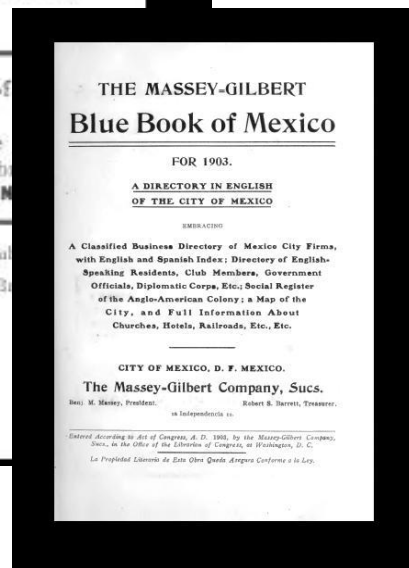 THE MASSEY-GILBERT
Blue Book of Mexico
FOR 1903.
A DIRECTORY IN ENGLISH
OF THE CITY OF MEXICO
EMBRACING
A Classified Business Directory of Mexico City Firms,
with English and Spanish Index; Directory of English-
Speaking Residents, Club Members, Government
Officials, Diplomatic Corps, Etc.; Social Register
of the Anglo-American Colony; a Map of the
City, and Full Information About
Churches, Hotels, Railroads, Etc., Etc.
CITY OF MEXICO, D. F. MEXICO.
The Massey-Gilbert Company, Sucs.
Benj. M. Massey, President. Robert S. Barrett, Treasurer.
Independencia
Entered According to Act of Congress, A. D. 1903, by the Massey-Gilbert Company,
Sucs., in the Office of the Librarian of Congress, at Washington, D. C.
La Propiedad Literaria de Esta Obra Queda Asegura Conforme a la Ley.